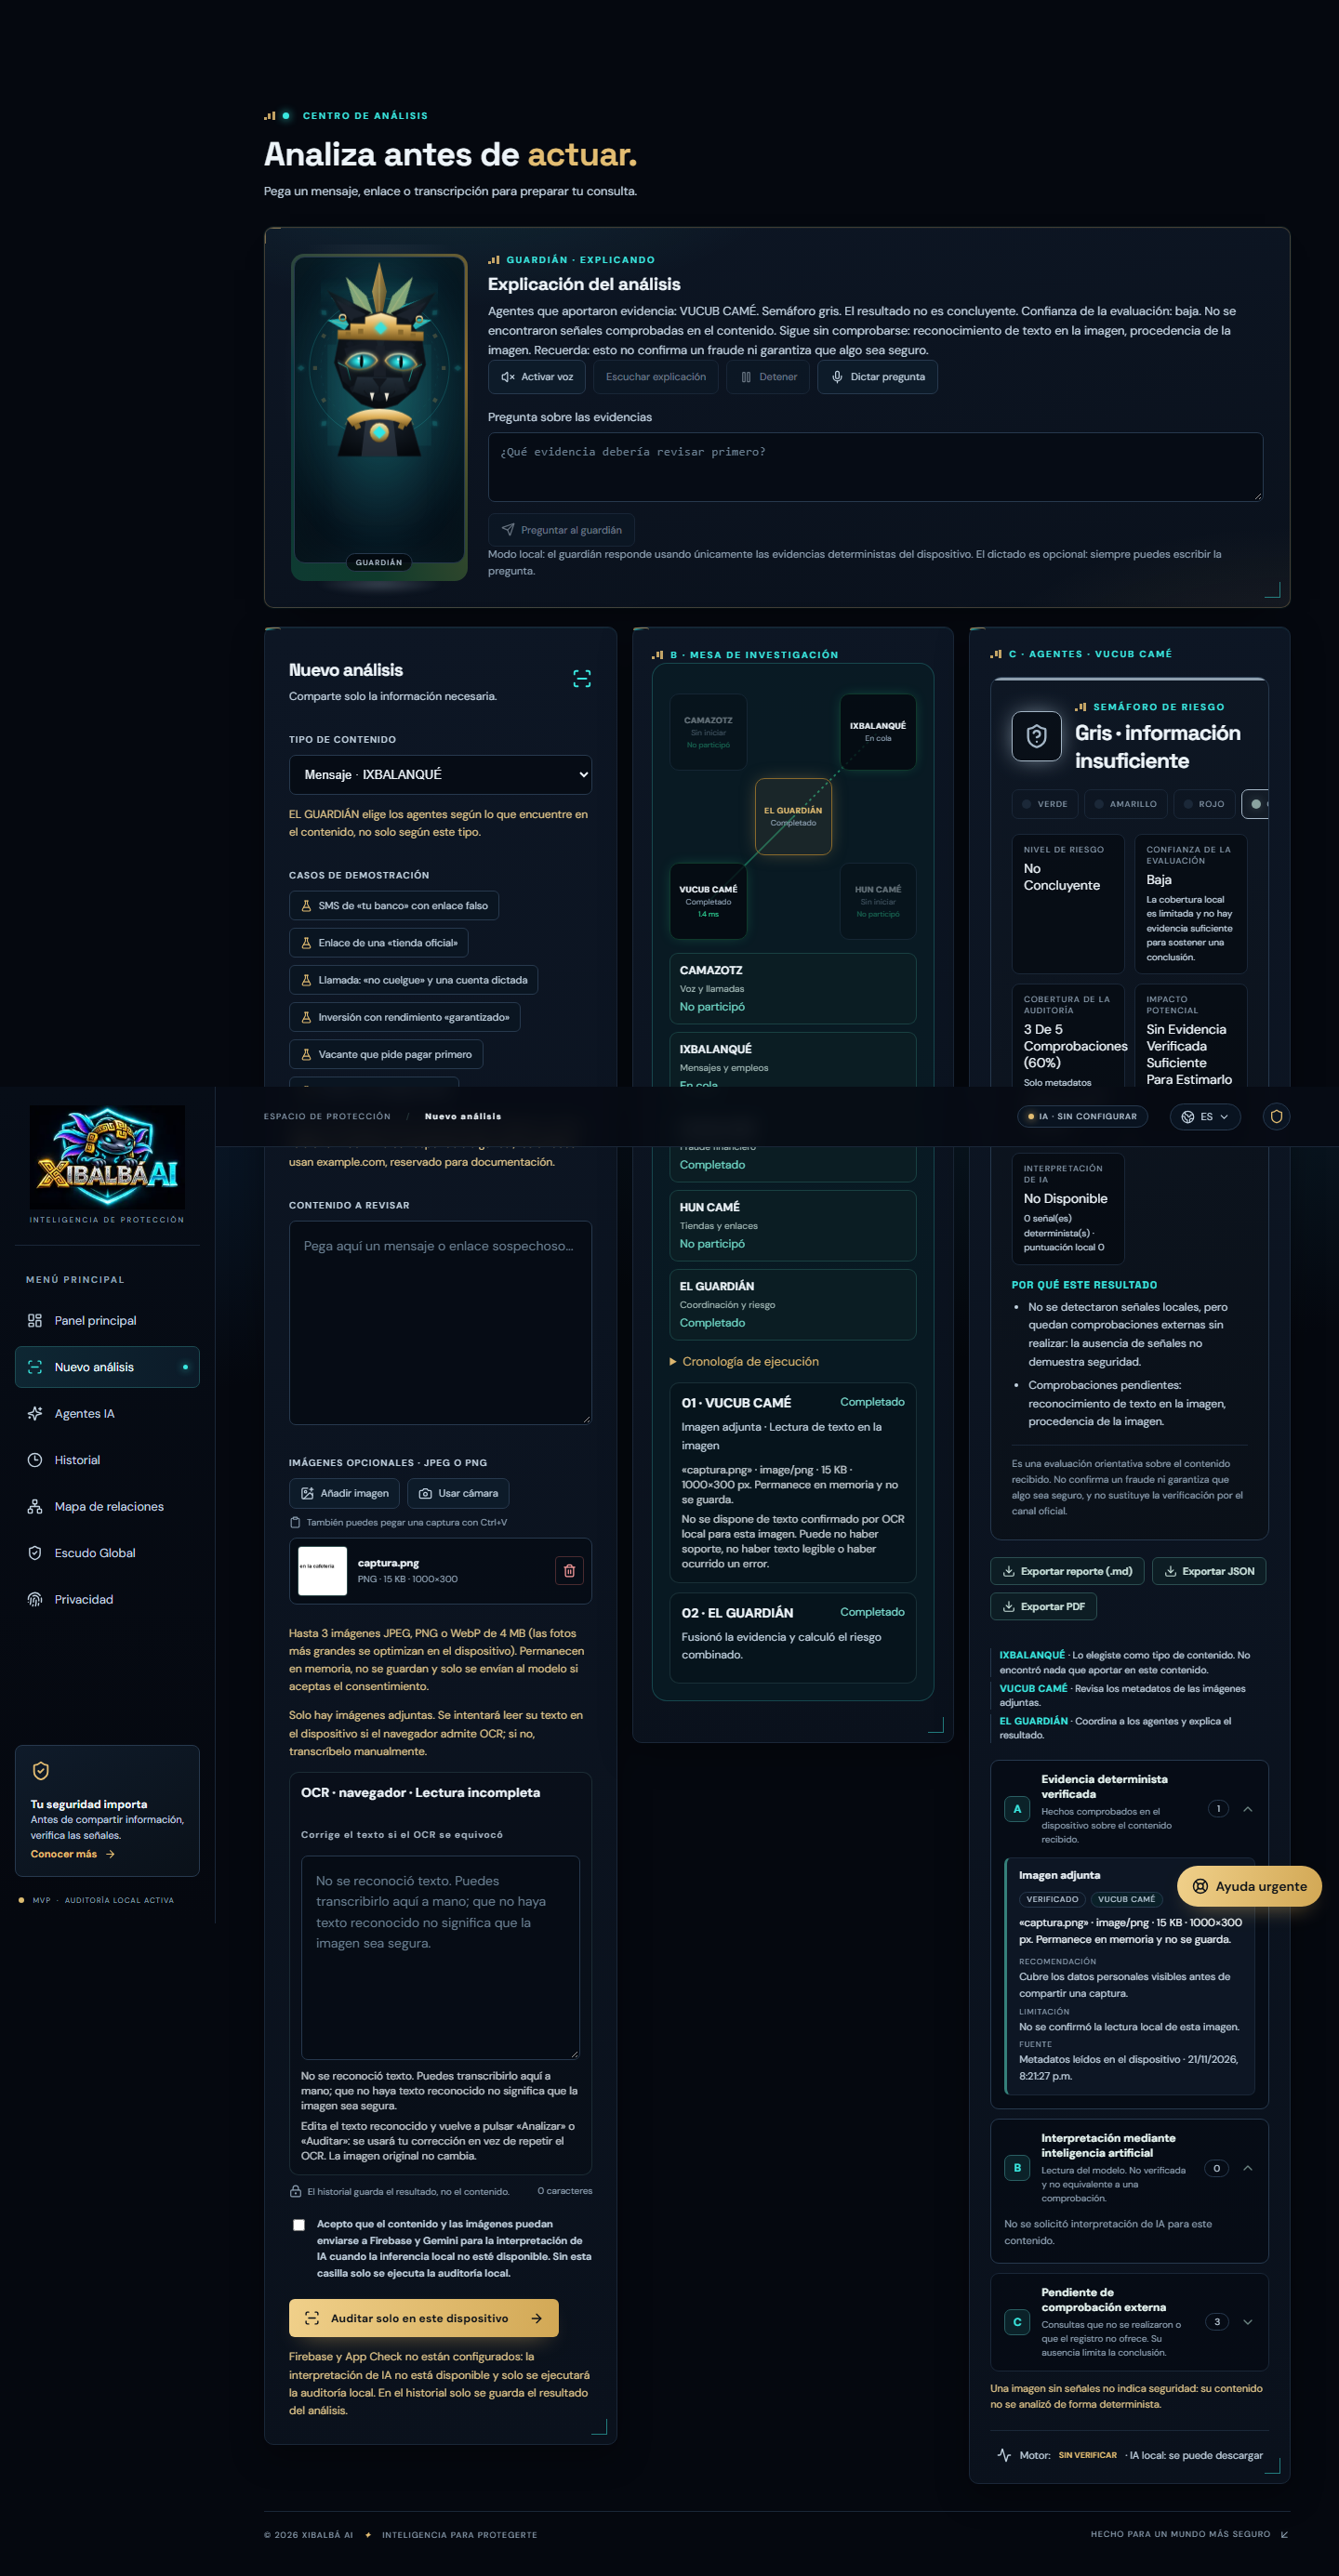 CENTRO DE ANÁLISIS
Analiza antes de actuar.
Pega un mensaje, enlace o transcripción para preparar tu consulta.
GUARDIÁN
GUARDIÁN · EXPLICANDO
Explicación del análisis
Agentes que aportaron evidencia: VUCUB CAMÉ. Semáforo gris. El resultado no es concluyente. Confianza de la evaluación: baja. No se
encontraron señales comprobadas en el contenido. Sigue sin comprobarse: reconocimiento de texto en la imagen, procedencia de la
imagen. Recuerda: esto no confirma un fraude ni garantiza que algo sea seguro.
Activar voz
Escuchar explicación
Detener
Dictar pregunta
Pregunta sobre las evidencias
¿Qué evidencia debería revisar primero?
Preguntar al guardián
Modo local: el guardián responde usando únicamente las evidencias deterministas del dispositivo. El dictado es opcional: siempre puedes escribir la
pregunta.
Nuevo análisis
Comparte solo la información necesaria.
TIPO DE CONTENIDO
Mensaje · IXBALANQUÉ
EL GUARDIÁN elige los agentes según lo que encuentre en
el contenido, no solo según este tipo.
CASOS DE DEMOSTRACIÓN
SMS de «tu banco» con enlace falso
Enlace de una «tienda oficial»
Llamada: «no cuelgue» y una cuenta dictada
Inversión con rendimiento «garantizado»
Vacante que pide pagar primero
usan example.com, reservado para documentación.
CONTENIDO A REVISAR
Pega aquí un mensaje o enlace sospechoso...
IMÁGENES OPCIONALES · JPEG O PNG
Añadir imagen
Usar cámara
También puedes pegar una captura con Ctrl+V
en la cafetería
captura.png
PNG · 15 KB · 1000×300
Hasta 3 imágenes JPEG, PNG o WebP de 4 MB (las fotos
más grandes se optimizan en el dispositivo). Permanecen
en memoria, no se guardan y solo se envían al modelo si
aceptas el consentimiento.
Solo hay imágenes adjuntas. Se intentará leer su texto en
el dispositivo si el navegador admite OCR; si no,
transcríbelo manualmente.
OCR · navegador · Lectura incompleta
Corrige el texto si el OCR se equivocó
No se reconoció texto. Puedes
transcribirlo aquí a mano; que no haya
texto reconocido no significa que la
imagen sea segura.
No se reconoció texto. Puedes transcribirlo aquí a
mano; que no haya texto reconocido no significa que la
imagen sea segura.
Edita el texto reconocido y vuelve a pulsar «Analizar» o
«Auditar»: se usará tu corrección en vez de repetir el
OCR. La imagen original no cambia.
El historial guarda el resultado, no el contenido.
0 caracteres
Acepto que el contenido y las imágenes puedan
enviarse a Firebase y Gemini para la interpretación de
IA cuando la inferencia local no esté disponible. Sin esta
casilla solo se ejecuta la auditoría local.
Auditar solo en este dispositivo
Firebase y App Check no están configurados: la
interpretación de IA no está disponible y solo se ejecutará
la auditoría local. En el historial solo se guarda el resultado
del análisis.
B · MESA DE INVESTIGACIÓN
CAMAZOTZ
Sin iniciar
No participó
IXBALANQUÉ
En cola
EL GUARDIÁN
Completado
VUCUB CAMÉ
Completado
1.4 ms
HUN CAMÉ
Sin iniciar
No participó
CAMAZOTZ
Voz y llamadas
No participó
IXBALANQUÉ
Mensajes y empleos
En cola
Fraude financiero
Completado
HUN CAMÉ
Tiendas y enlaces
No participó
EL GUARDIÁN
Coordinación y riesgo
Completado
Cronología de ejecución
01 · VUCUB CAMÉ
Completado
Imagen adjunta · Lectura de texto en la
imagen
«captura.png» · image/png · 15 KB ·
1000×300 px. Permanece en memoria y no
se guarda.
No se dispone de texto confirmado por OCR
local para esta imagen. Puede no haber
soporte, no haber texto legible o haber
ocurrido un error.
02 · EL GUARDIÁN
Completado
Fusionó la evidencia y calculó el riesgo
combinado.
C · AGENTES · VUCUB CAMÉ
SEMÁFORO DE RIESGO
Gris · información
insuficiente
VERDE
AMARILLO
ROJO
NIVEL DE RIESGO
No
Concluyente
CONFIANZA DE LA
EVALUACIÓN
Baja
La cobertura local
es limitada y no hay
evidencia suficiente
para sostener una
conclusión.
COBERTURA DE LA
AUDITORÍA
3 De 5
Comprobaciones
(60%)
Solo metadatos
IMPACTO
POTENCIAL
Sin Evidencia
Verificada
Suficiente
Para Estimarlo
INTERPRETACIÓN
DE IA
No Disponible
0 señal(es)
determinista(s) ·
puntuación local 0
POR QUÉ ESTE RESULTADO
No se detectaron señales locales, pero
quedan comprobaciones externas sin
realizar: la ausencia de señales no
demuestra seguridad.
Comprobaciones pendientes:
reconocimiento de texto en la imagen,
procedencia de la imagen.
Es una evaluación orientativa sobre el contenido
recibido. No confirma un fraude ni garantiza que
algo sea seguro, y no sustituye la verificación por el
canal oficial.
Exportar reporte (.md)
Exportar JSON
Exportar PDF
IXBALANQUÉ · Lo elegiste como tipo de contenido. No
encontró nada que aportar en este contenido.
VUCUB CAMÉ · Revisa los metadatos de las imágenes
adjuntas.
EL GUARDIÁN · Coordina a los agentes y explica el
resultado.
A
Evidencia determinista
verificada
Hechos comprobados en el
dispositivo sobre el contenido
recibido.
1
Imagen adjunta
VERIFICADO
VUCUB CAMÉ
«captura.png» · image/png · 15 KB · 1000×300
px. Permanece en memoria y no se guarda.
RECOMENDACIÓN
Cubre los datos personales visibles antes de
compartir una captura.
LIMITACIÓN
No se confirmó la lectura local de esta imagen.
FUENTE
Metadatos leídos en el dispositivo · 21/11/2026,
8:21:27 p.m.
B
Interpretación mediante
inteligencia artificial
Lectura del modelo. No verificada
y no equivalente a una
comprobación.
0
No se solicitó interpretación de IA para este
contenido.
C
Pendiente de
comprobación externa
Consultas que no se realizaron o
que el registro no ofrece. Su
ausencia limita la conclusión.
3
Una imagen sin señales no indica seguridad: su contenido
no se analizó de forma determinista.
Motor: SIN VERIFICAR · IA local: se puede descargar
ESPACIO DE PROTECCIÓN / Nuevo análisis
IA · SIN CONFIGURAR
ES
XIBALBÁ AI
INTELIGENCIA DE PROTECCIÓN
MENÚ PRINCIPAL
Panel principal
Nuevo análisis
Agentes IA
Historial
Mapa de relaciones
Escudo Global
Privacidad
Tu seguridad importa
Antes de compartir información,
verifica las señales.
Conocer más
MVP · AUDITORÍA LOCAL ACTIVA
Ayuda urgente
© 2026 XIBALBÁ AI
INTELIGENCIA PARA PROTEGERTE
HECHO PARA UN MUNDO MÁS SEGURO